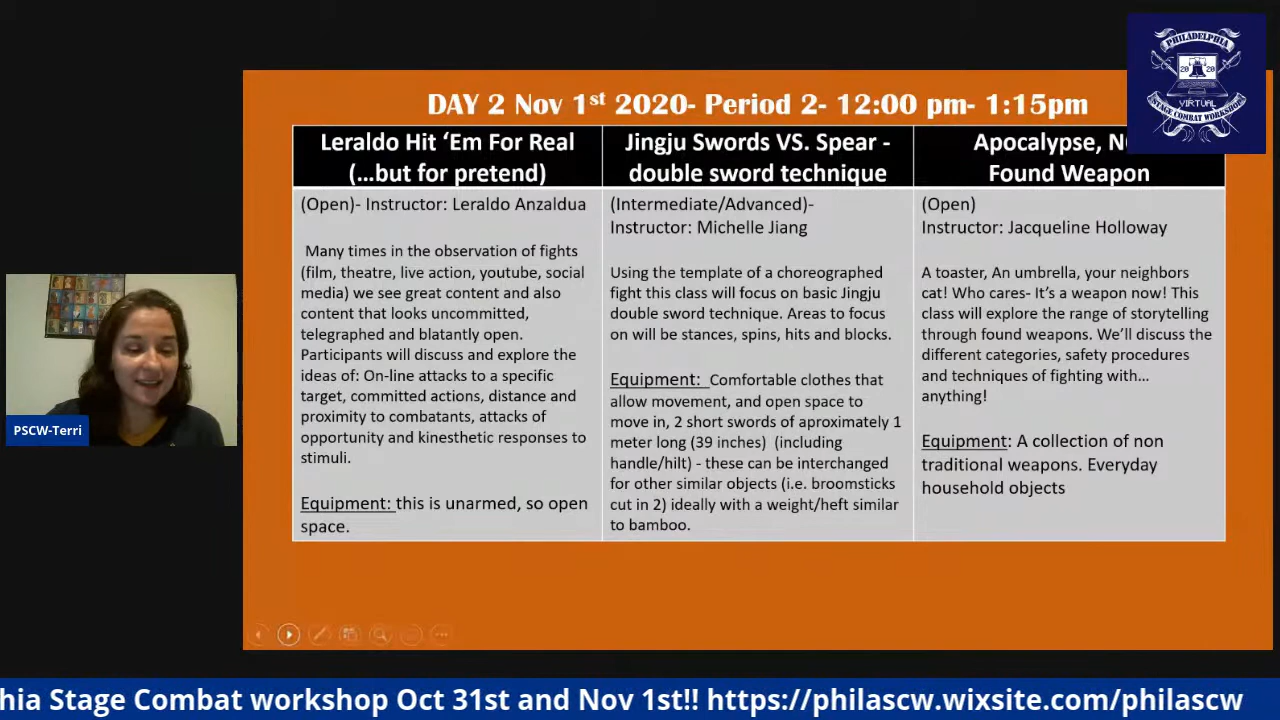 PHILADELPHIA
20 20
VIRTUAL
STAGE COMBAT WORKSHOP
DAY 2 Nov 1st 2020- Period 2- 12:00 pm- 1:15pm
Leraldo Hit ‘Em For Real
(…but for pretend)
(Open)- Instructor: Leraldo Anzaldua
Many times in the observation of fights
(film, theatre, live action, youtube, social
media) we see great content and also
content that looks uncommitted,
telegraphed and blatantly open.
Participants will discuss and explore the
ideas of: On-line attacks to a specific
target, committed actions, distance and
proximity to combatants, attacks of
opportunity and kinesthetic responses to
stimuli.
Equipment: this is unarmed, so open
space.
Jingju Swords VS. Spear -
double sword technique
(Intermediate/Advanced)-
Instructor: Michelle Jiang
Using the template of a choreographed
fight this class will focus on basic Jingju
double sword technique. Areas to focus
on will be stances, spins, hits and blocks.
Equipment: Comfortable clothes that
allow movement, and open space to
move in, 2 short swords of aproximately 1
meter long (39 inches) (including
handle/hilt) - these can be interchanged
for other similar objects (i.e. broomsticks
cut in 2) ideally with a weight/heft similar
to bamboo.
Apocalypse,
Found Weapon
(Open)
Instructor: Jacqueline Holloway
A toaster, An umbrella, your neighbors
cat! Who cares- It’s a weapon now! This
class will explore the range of storytelling
through found weapons. We’ll discuss the
different categories, safety procedures
and techniques of fighting with…
anything!
Equipment: A collection of non
traditional weapons. Everyday
household objects
PSCW-Terri
hia Stage Combat workshop Oct 31st and Nov 1st!! https://philascw.wixsite.com/philascw